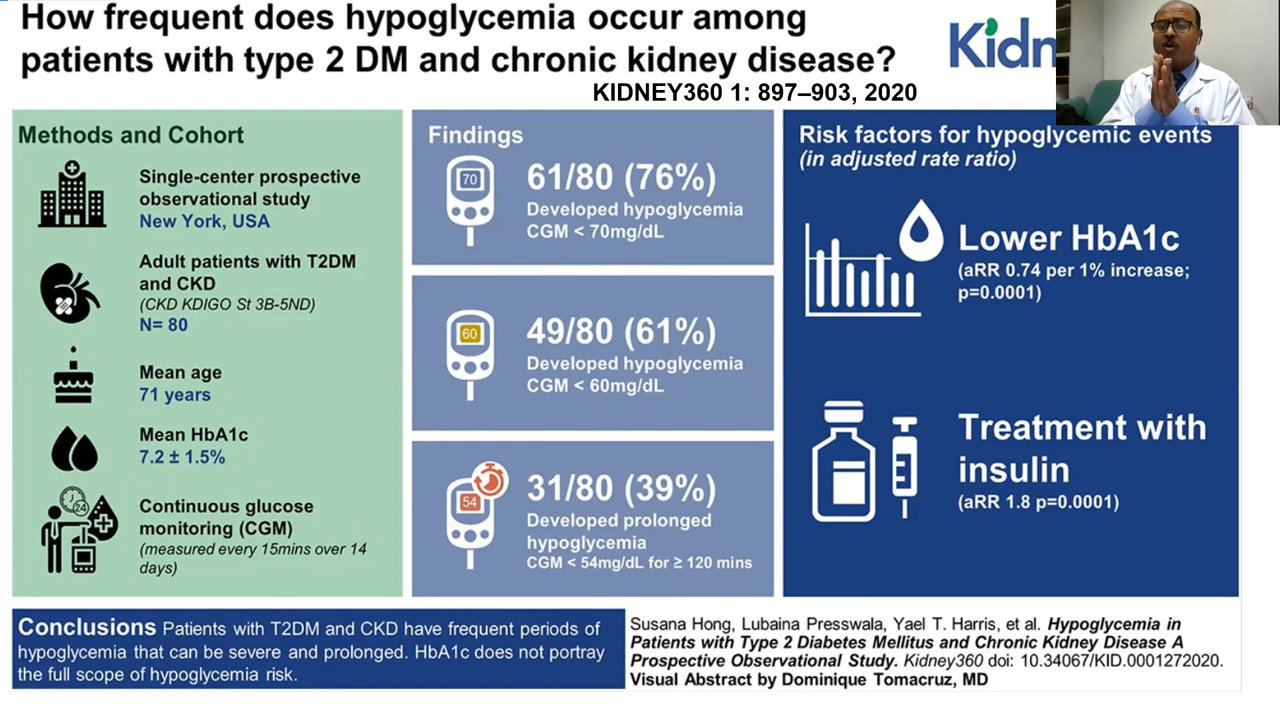 How frequent does hypoglycemia occur among
patients with type 2 DM and chronic kidney disease?
Kidn
KIDNEY360 1: 897–903, 2020
Methods and Cohort
Single-center prospective
observational study
New York, USA
Adult patients with T2DM
and CKD
(CKD KDIGO St 3B-5ND)
N= 80
Mean age
71 years
Mean HbA1c
7.2 ± 1.5%
24
Continuous glucose
monitoring (CGM)
(measured every 15mins over 14
days)
Findings
70
61/80 (76%)
Developed hypoglycemia
CGM < 70mg/dL
60
49/80 (61%)
Developed hypoglycemia
CGM < 60mg/dL
54
31/80 (39%)
Developed prolonged
hypoglycemia
CGM < 54mg/dL for ≥ 120 mins
Risk factors for hypoglycemic events
(in adjusted rate ratio)
Lower HbA1c
(aRR 0.74 per 1% increase;
p=0.0001)
Treatment with
insulin
(aRR 1.8 p=0.0001)
Conclusions Patients with T2DM and CKD have frequent periods of
hypoglycemia that can be severe and prolonged. HbA1c does not portray
the full scope of hypoglycemia risk.
Susana Hong, Lubaina Presswala, Yael T. Harris, et al. Hypoglycemia in
Patients with Type 2 Diabetes Mellitus and Chronic Kidney Disease A
Prospective Observational Study. Kidney360 doi: 10.34067/KID.0001272020.
Visual Abstract by Dominique Tomacruz, MD